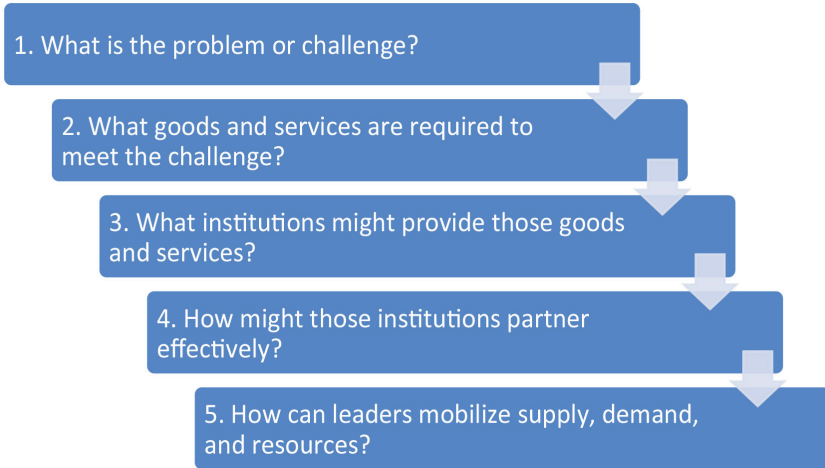 1. What is the problem or challenge?
2. What goods and services are required to
meet the challenge?
3. What institutions might provide those goods
and services?
4. How might those institutions partner
effectively?
5. How can leaders mobilize supply, demand,
and resources?